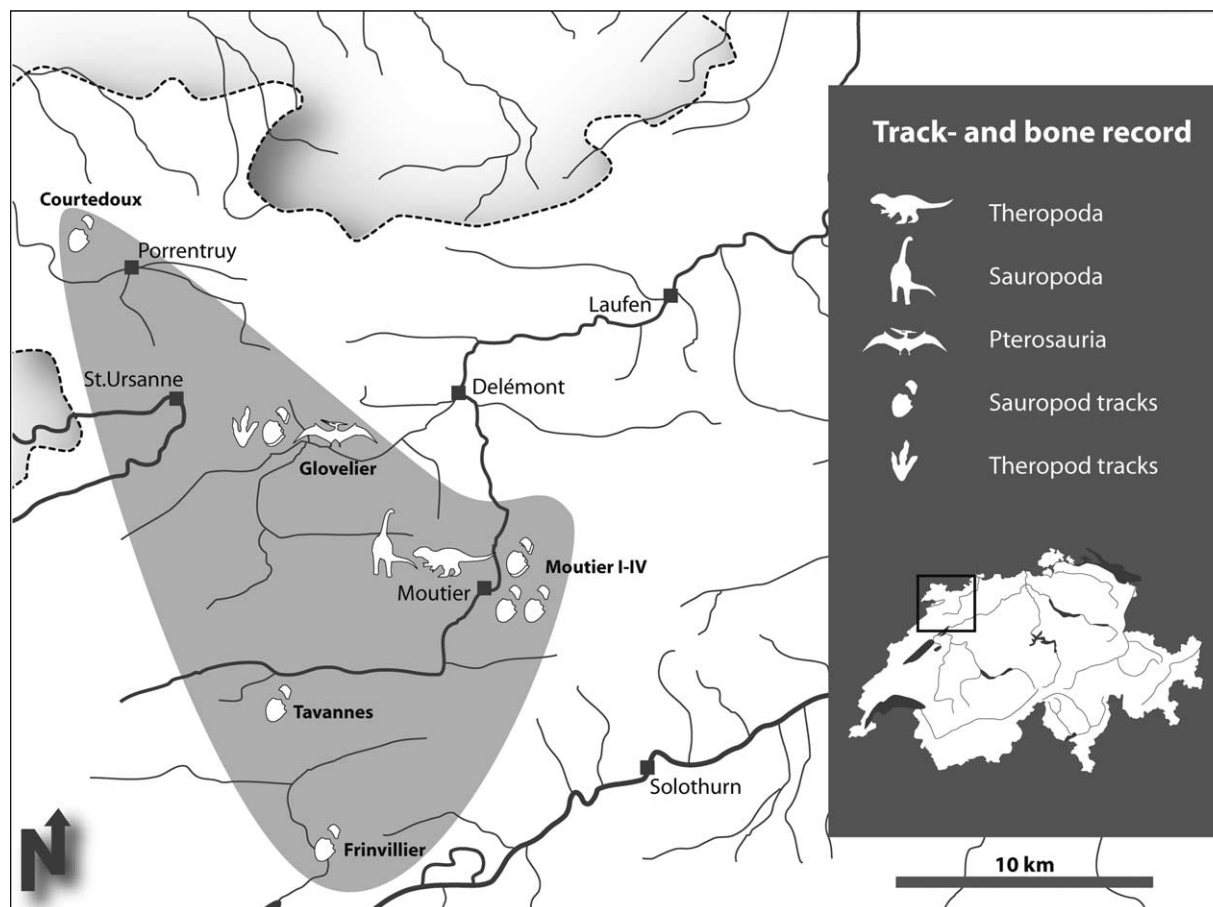 Track- and bone record
Theropoda
Sauropoda
Pterosauria
Sauropod tracks
Theropod tracks
Courtedoux
Porrentruy
Laufen
St.Ursanne
Delémont
Glovelier
Moutier I-IV
Moutier
Tavannes
Solothurn
Frinvillier
N
10 km